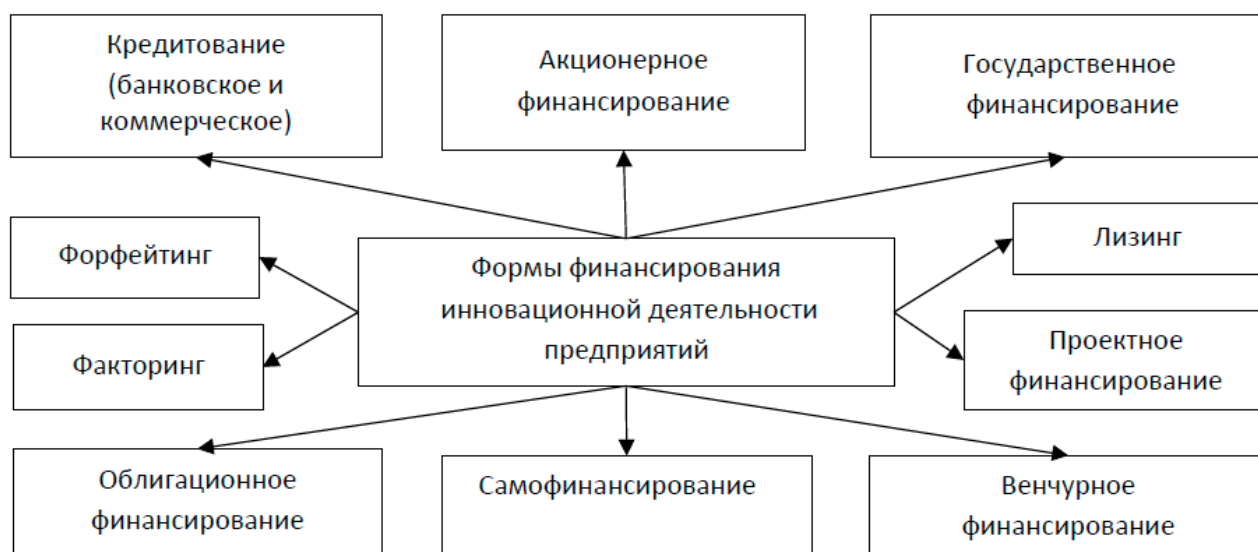 Кредитование
(банковское и
коммерческое)
Акционерное
финансирование
Государственное
финансирование
Форфейтинг
Формы финансирования
инновационной деятельности
предприятий
Лизинг
Факторинг
Проектное
финансирование
Облигационное
финансирование
Самофинансирование
Венчурное
финансирование